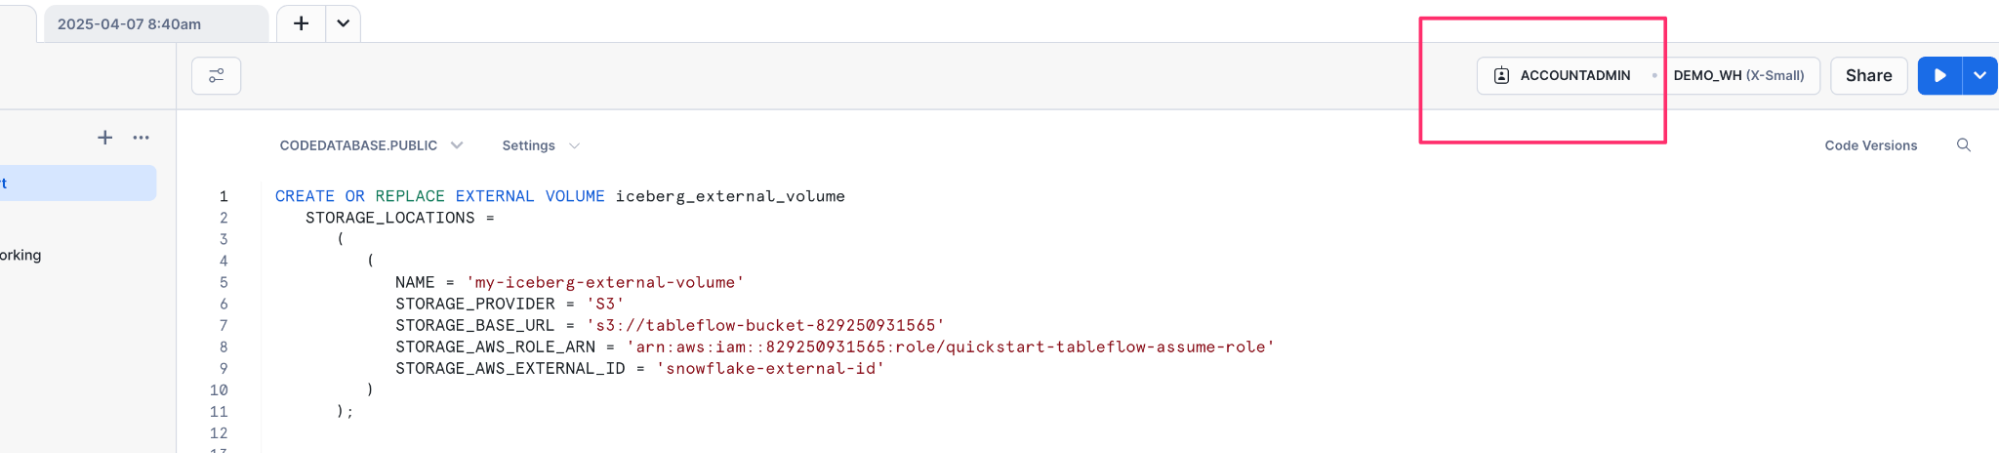 2025-04-07 8:40am
ACCOUNTADMIN DEMO_WH (X-Small) Share
CODEDATABASE.PUBLIC Settings Code Versions
1 CREATE OR REPLACE EXTERNAL VOLUME iceberg_external_volume
2 STORAGE_LOCATIONS =
3 (
4 (
5 NAME = 'my-iceberg-external-volume'
6 STORAGE_PROVIDER = 'S3'
7 STORAGE_BASE_URL = 's3://tableflow-bucket-829250931565'
8 STORAGE_AWS_ROLE_ARN = 'arn:aws:iam::829250931565:role/quickstart-tableflow-assume-role'
9 STORAGE_AWS_EXTERNAL_ID = 'snowflake-external-id'
10 )
11 );
12